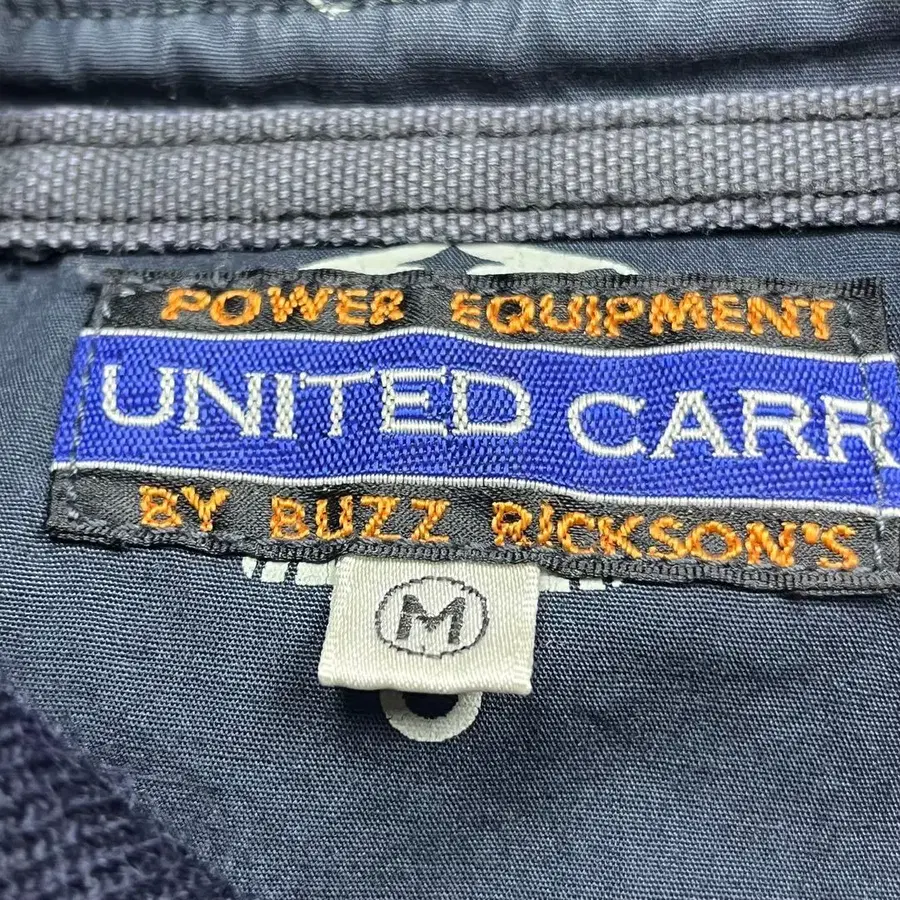 POWER EQUIPMENT
UNITED CARR
BY BUZZ RICKSON'S
M